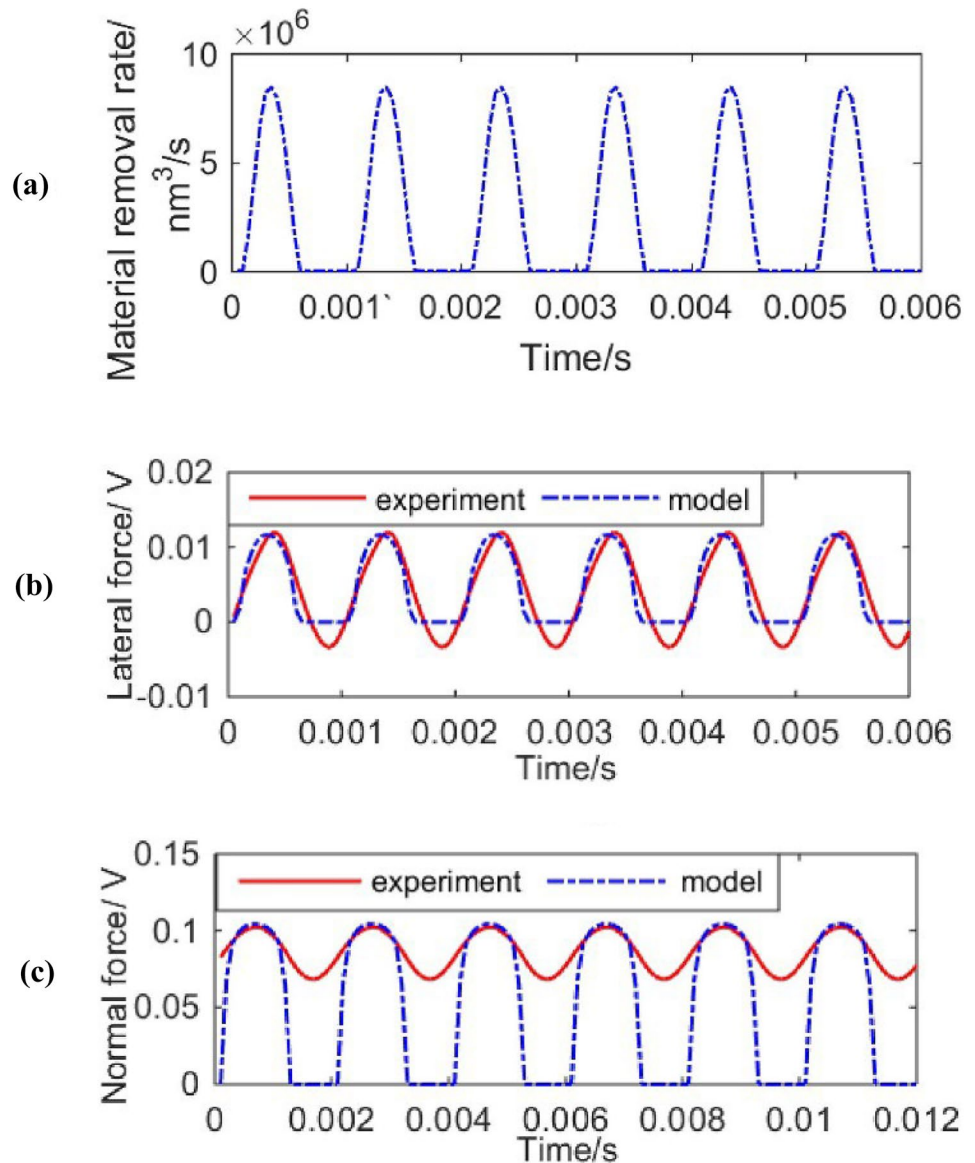 ×10⁶
10
5
0
Material removal rate/
nm³/s
(a)
0 0.001` 0.002 0.003 0.004 0.005 0.006
Time/s
0.02
0.01
0
-0.01
Lateral force/ V
experiment model
(b)
0 0.001 0.002 0.003 0.004 0.005 0.006
Time/s
0.15
0.1
0.05
0
Normal force/ V
experiment model
(c)
0 0.002 0.004 0.006 0.008 0.01 0.012
Time/s